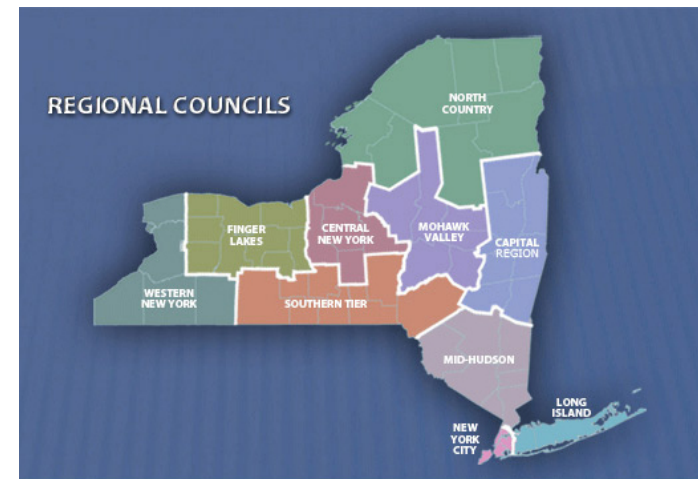 REGIONAL COUNCILS
NORTH
COUNTRY
FINGER
LAKES
CENTRAL
NEW YORK
MOHAWK
VALLEY
CAPITAL
REGION
WESTERN
NEW YORK
SOUTHERN TIER
MID-HUDSON
LONG
ISLAND
NEW
YORK
CITY